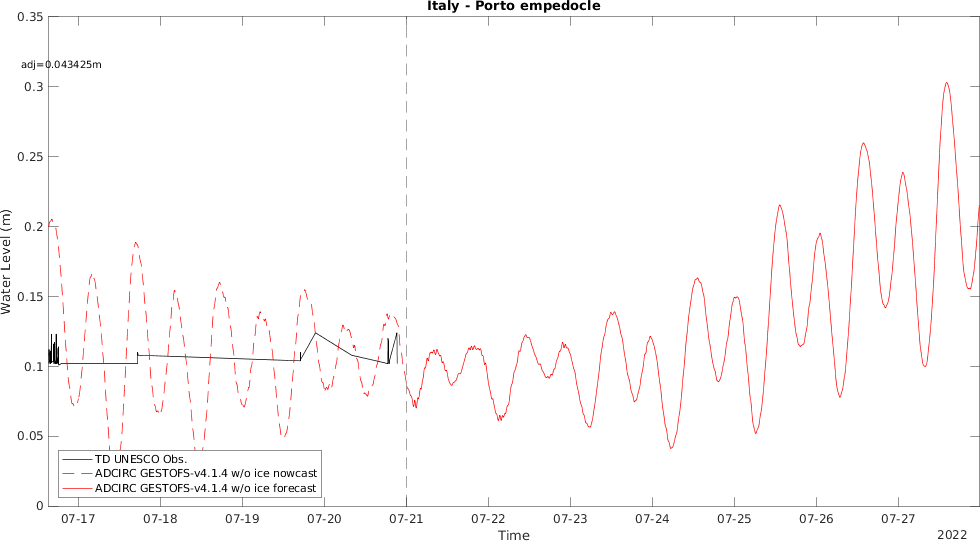 Italy - Porto empedocle
0.35
adj=0.043425m
0.3
0.25
0.2
0.15
0.1
0.05
0
Water Level (m)
TD UNESCO Obs.
ADCIRC GESTOFS-v4.1.4 w/o ice nowcast
ADCIRC GESTOFS-v4.1.4 w/o ice forecast
07-17 07-18 07-19 07-20 07-21 07-22 07-23 07-24 07-25 07-26 07-27
Time
2022